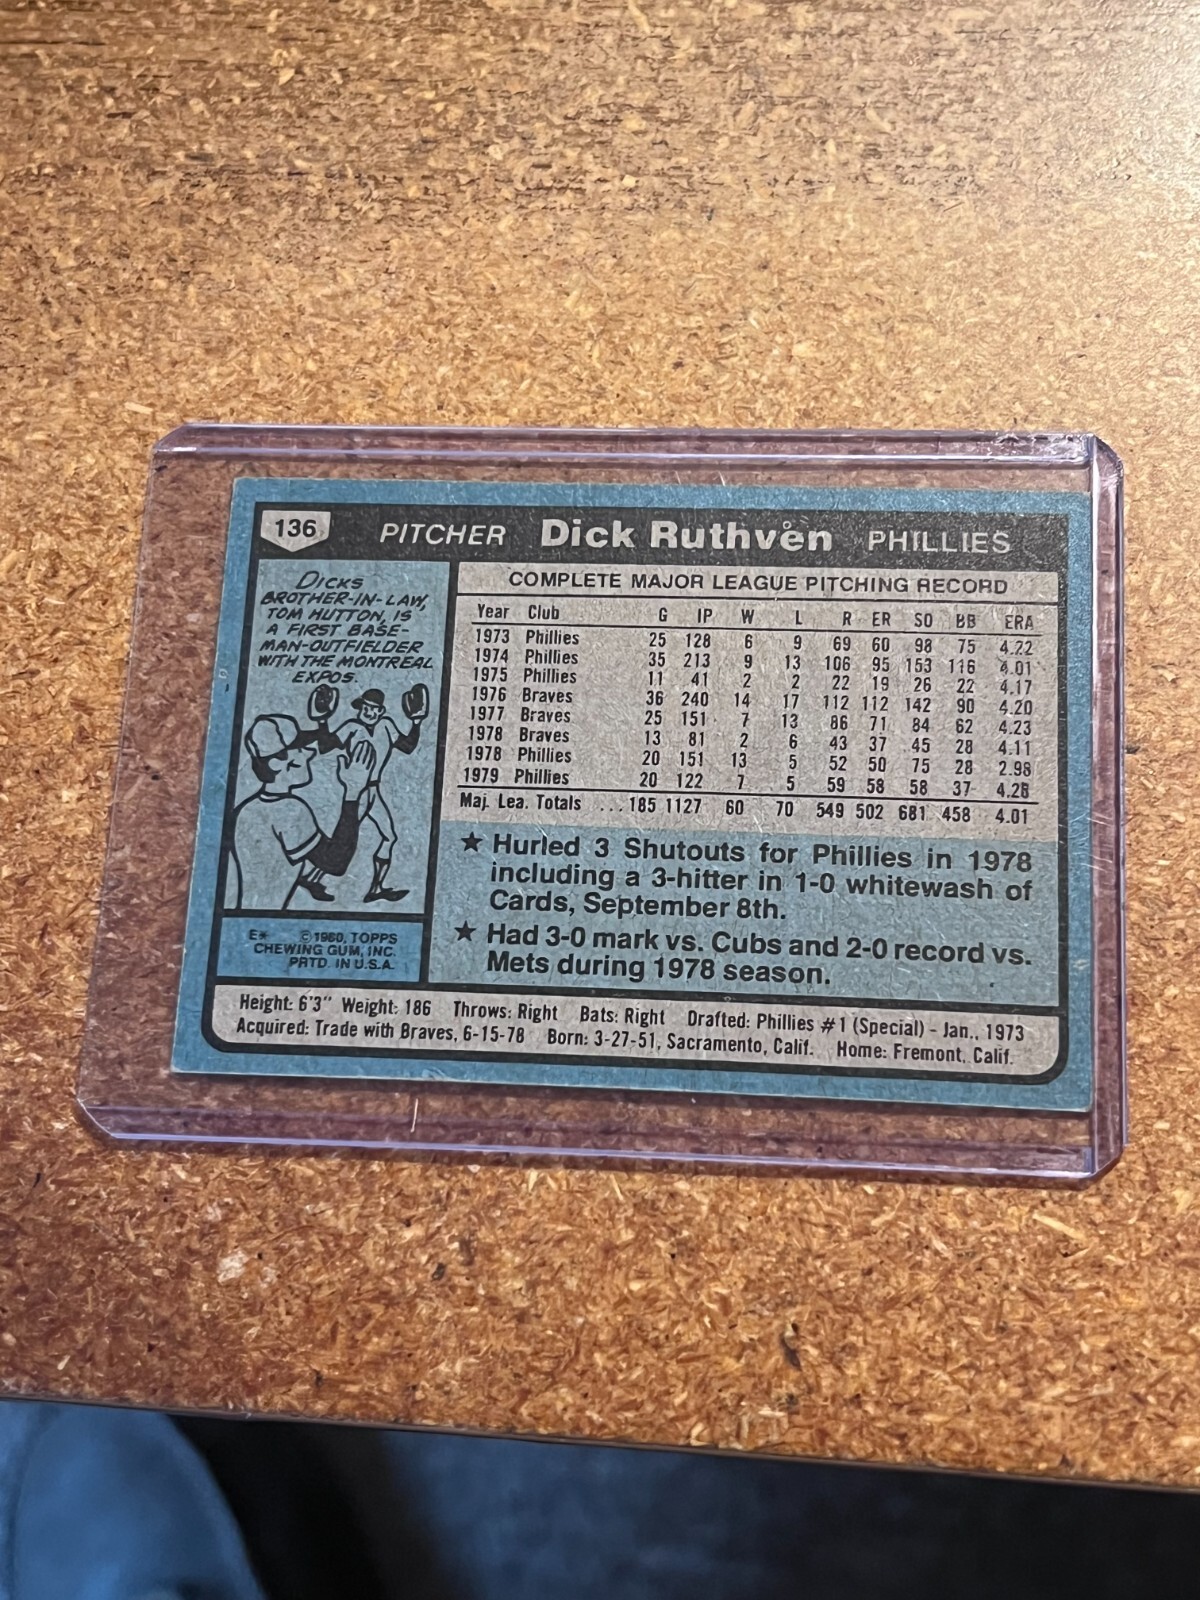 136 PITCHER Dick Ruthven PHILLIES
DICKS
BROTHER-IN-LAW,
TOM HUTTON, IS
A FIRST BASE-
MAN-OUTFIELDER
WITH THE MONTREAL
EXPOS.
E* ©1980, TOPPS
CHEWING GUM, INC.
PRTD. IN U.S.A.
COMPLETE MAJOR LEAGUE PITCHING RECORD
Year Club G IP W L R ER SO BB ERA
1973 Phillies 25 128 6 9 69 60 98 75 4.22
1974 Phillies 35 213 9 13 106 95 153 116 4.01
1975 Phillies 11 41 2 2 22 19 26 22 4.17
1976 Braves 36 240 14 17 112 112 142 90 4.20
1977 Braves 25 151 7 13 86 71 84 62 4.23
1978 Braves 13 81 2 6 43 37 45 28 4.11
1978 Phillies 20 151 13 5 52 50 75 28 2.98
1979 Phillies 20 122 7 5 59 58 58 37 4.28
Maj. Lea. Totals ... 185 1127 60 70 549 502 681 458 4.01
★ Hurled 3 Shutouts for Phillies in 1978
including a 3-hitter in 1-0 whitewash of
Cards, September 8th.
★ Had 3-0 mark vs. Cubs and 2-0 record vs.
Mets during 1978 season.
Height: 6'3" Weight: 186 Throws: Right Bats: Right Drafted: Phillies #1 (Special) - Jan., 1973
Acquired: Trade with Braves, 6-15-78 Born: 3-27-51, Sacramento, Calif. Home: Fremont, Calif.